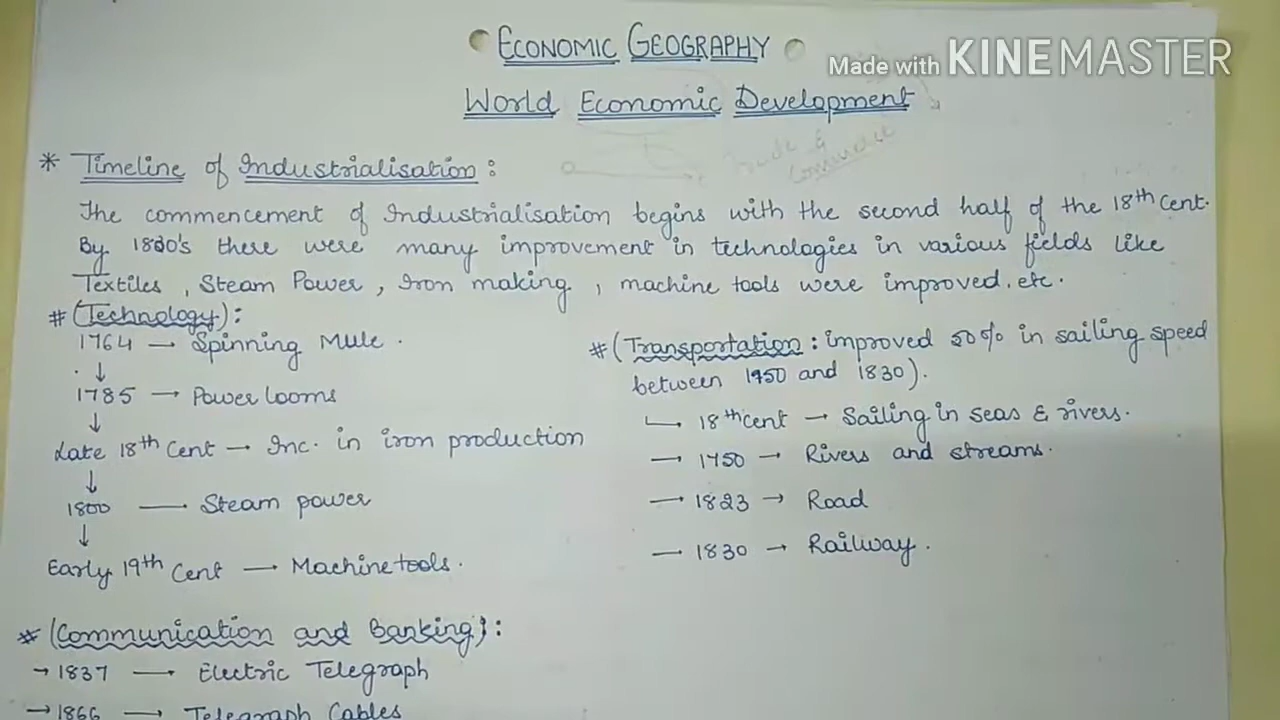 ECONOMIC GEOGRAPHY
Made with KINEMASTER
World Economic Development
* Timeline of Industrialisation :
The commencement of Industrialisation begins with the second half of the 18th Cent.
By 1830's there were many improvement in technologies in various fields like
Textiles , Steam Power , Iron making , machine tools were improved. etc.
# (Technology) :
1764 — Spinning Mule .
↓
1785 → Power looms
↓
Late 18th Cent — Inc. in iron production
↓
1800 — Steam power
↓
Early 19th Cent — Machine tools .
# (Transportation : improved 50% in sailing speed
between 1750 and 1830).
↳ 18th cent → Sailing in seas & rivers.
— 1750 → Rivers and streams.
— 1823 → Road
— 1830 → Railway .
# (Communication and Banking) :
→ 1837 — Electric Telegraph
→ 1866 — Telegraph Cables